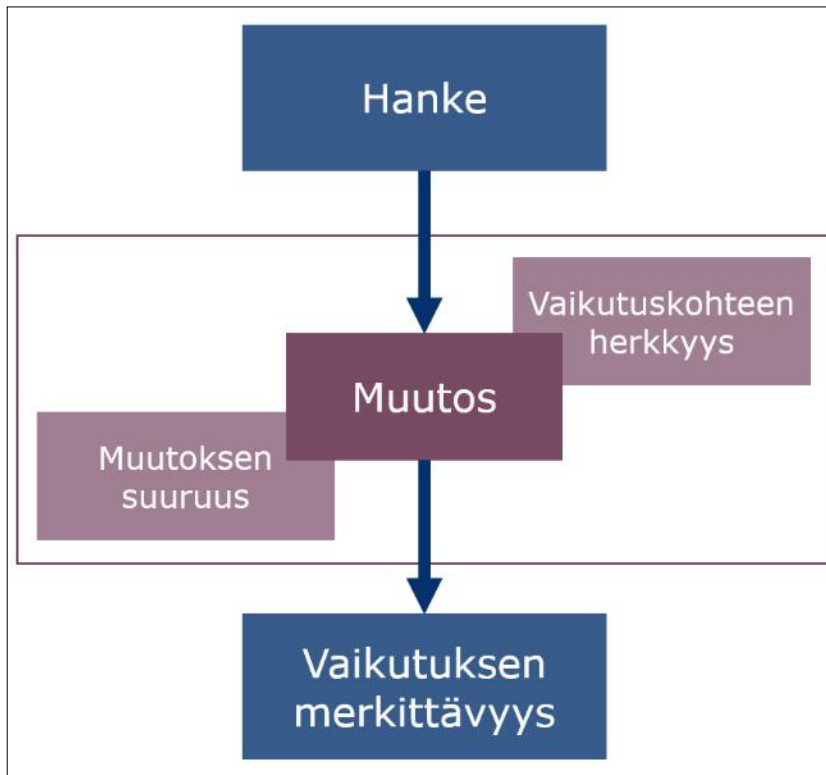 Hanke
Vaikutuskohteen
herkkyys
Muutos
Muutoksen
suuruus
Vaikutuksen
merkittävyys